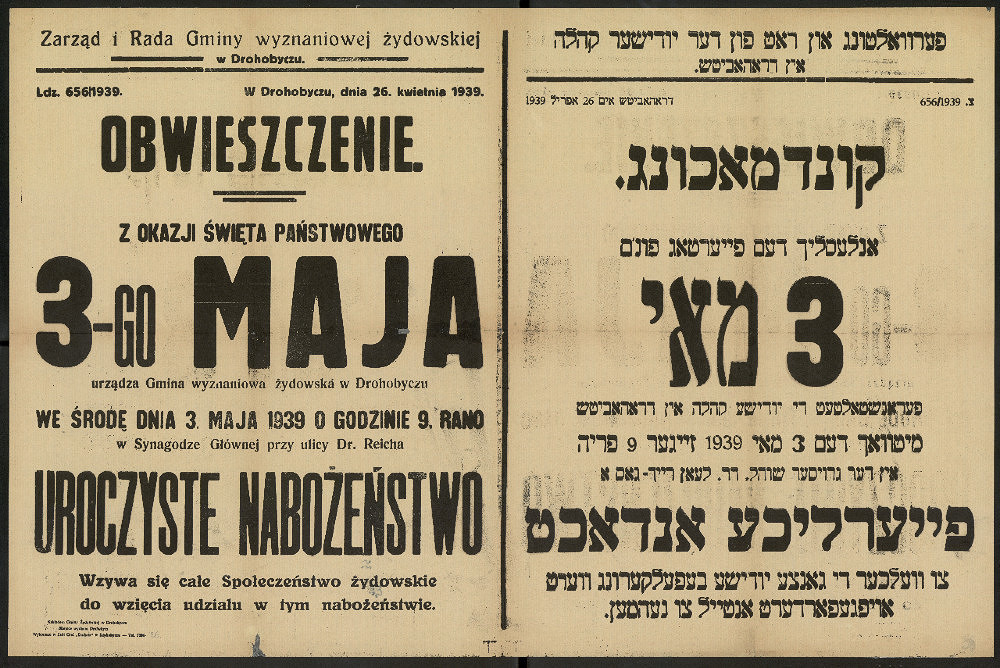 Zarząd i Rada Gminy wyznaniowej żydowskiej
w Drohobyczu.
Ldz. 656/1939.
W Drohobyczu, dnia 26. kwietnia 1939.
OBWIESZCZENIE.
Z OKAZJI ŚWIĘTA PAŃSTWOWEGO
3-GO MAJA
urządza Gmina wyznaniowa żydowska w Drohobyczu
WE ŚRODĘ DNIA 3. MAJA 1939 O GODZINIE 9. RANO
w Synagodze Głównej przy ulicy Dr. Reicha
UROCZYSTE NABOŻEŃSTWO
Wzywa się całe Społeczeństwo żydowskie
do wzięcia udziału w tym nabożeństwie.
פערוואלטונג און ראט פון דער יודישער קהלה
אין דראהאביטש.
צ. 656/1939
דראהאביטש אים 26 אפריל 1939
קונדמאכונג.
אנלעסליך דעם פייערטאג פונ'ם
3 מאי
פעראנשטאלטעט די יודישע קהלה אין דראהאביטש
מיטוואך דעם 3 מאי 1939 זייגער 9 פריה
אין דער גרויסער שוהל, דר. לעאן רייך-גאס א
פייערליכע אנדאכט
צו וועלכער די גאנצע יודישע בעפעלקערונג ווערט
אויפגעפארדערט אנטייל צו נעהמען.